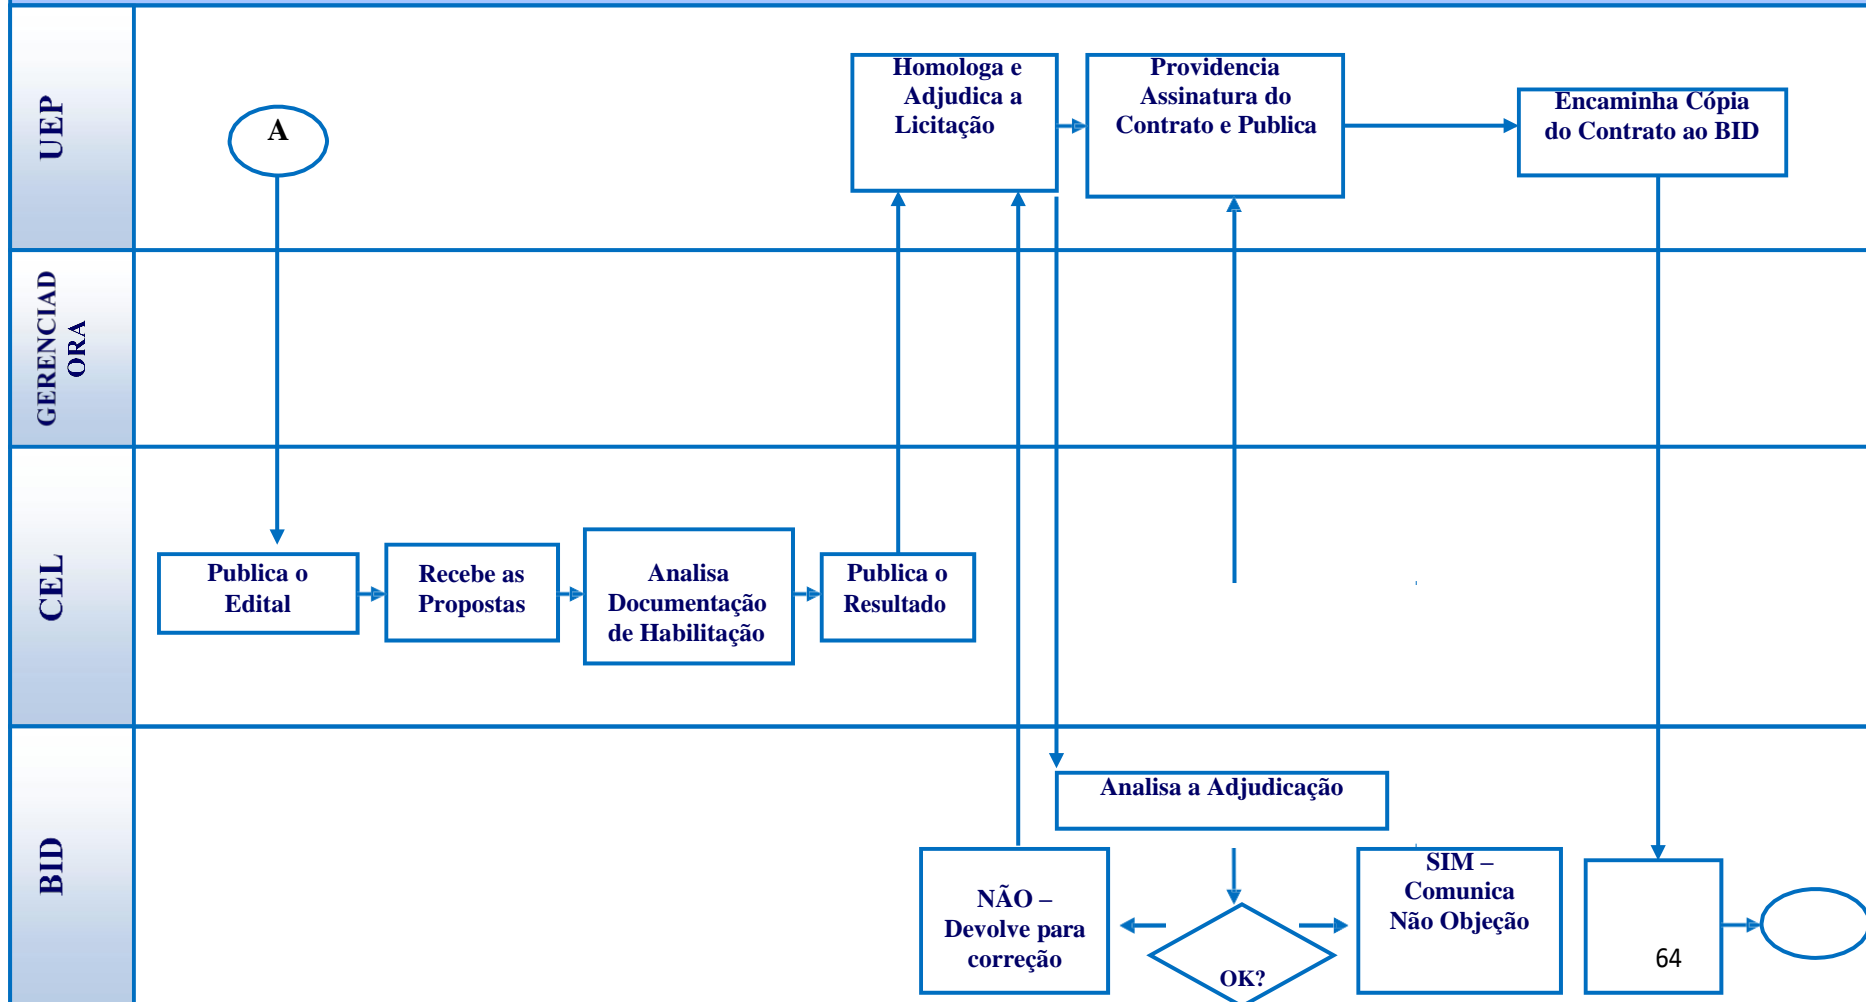 UEP
A
Homologa e
Adjudica a
Licitação
Providencia
Assinatura do
Contrato e Publica
Encaminha Cópia
do Contrato ao BID
GERENCIAD
ORA
CEL
Publica o
Edital
Recebe as
Propostas
Analisa
Documentação
de Habilitação
Publica o
Resultado
BID
Analisa a Adjudicação
NÃO –
Devolve para
correção
OK?
SIM –
Comunica
Não Objeção
64